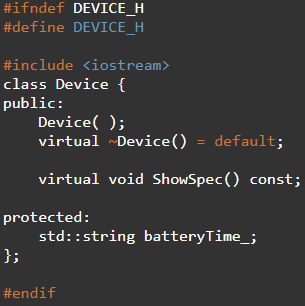 #ifndef DEVICE_H
#define DEVICE_H
#include <iostream>
class Device {
public:
Device( );
virtual ~Device() = default;
virtual void ShowSpec() const;
protected:
std::string batteryTime_;
};
#endif